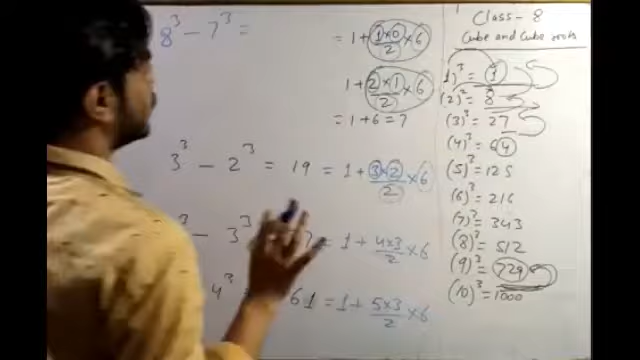 8³ - 7³ =
= 1 + 1×0/2 × 6
1 + 2×1/2 × 6
= 1 + 6 = 7
3³ - 2³ = 19 = 1 + 3×2/2 × 6
³ - 3³ 7 = 1 + 4×3/2 × 6
4³ 61 = 1 + 5×3/2 × 6
Class - 8
Cube and Cube roots
1)³ = 1
(2)³ = 8
(3)³ = 27
(4)³ = 64
(5)³ = 125
(6)³ = 216
(7)³ = 343
(8)³ = 512
(9)³ = 729
(10)³ = 1000